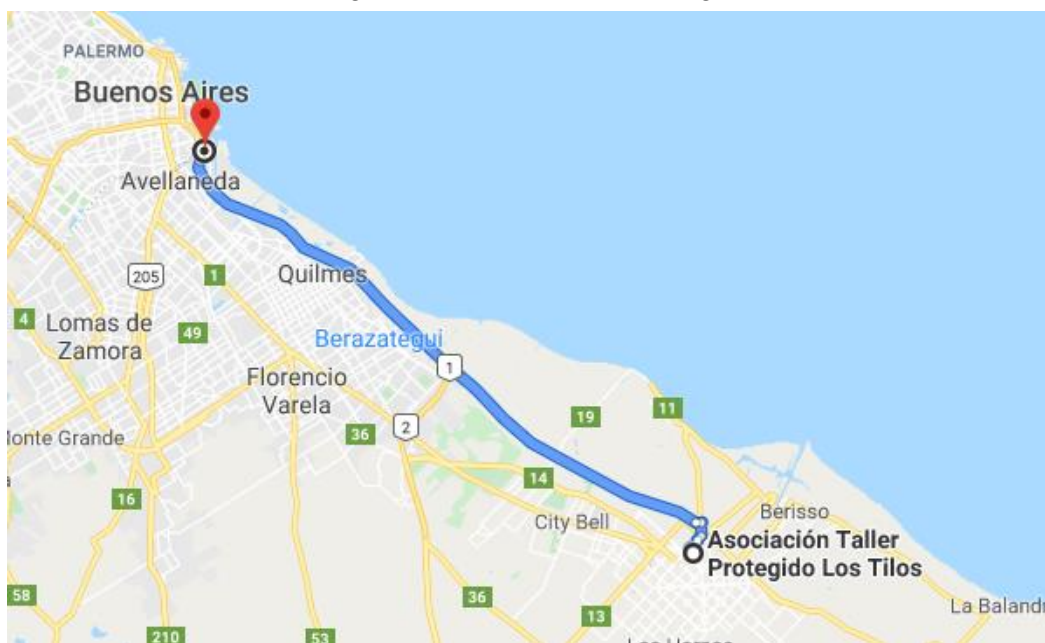 PALERMO
Buenos Aires
Avellaneda
205
1
Quilmes
4
Lomas de
Zamora
49
Berazategui
1
Florencio
Varela
2
36
11
19
onte Grande
14
16
City Bell
Berisso
Asociación Taller
Protegido Los Tilos
58
36
13
La Balandr
210
53